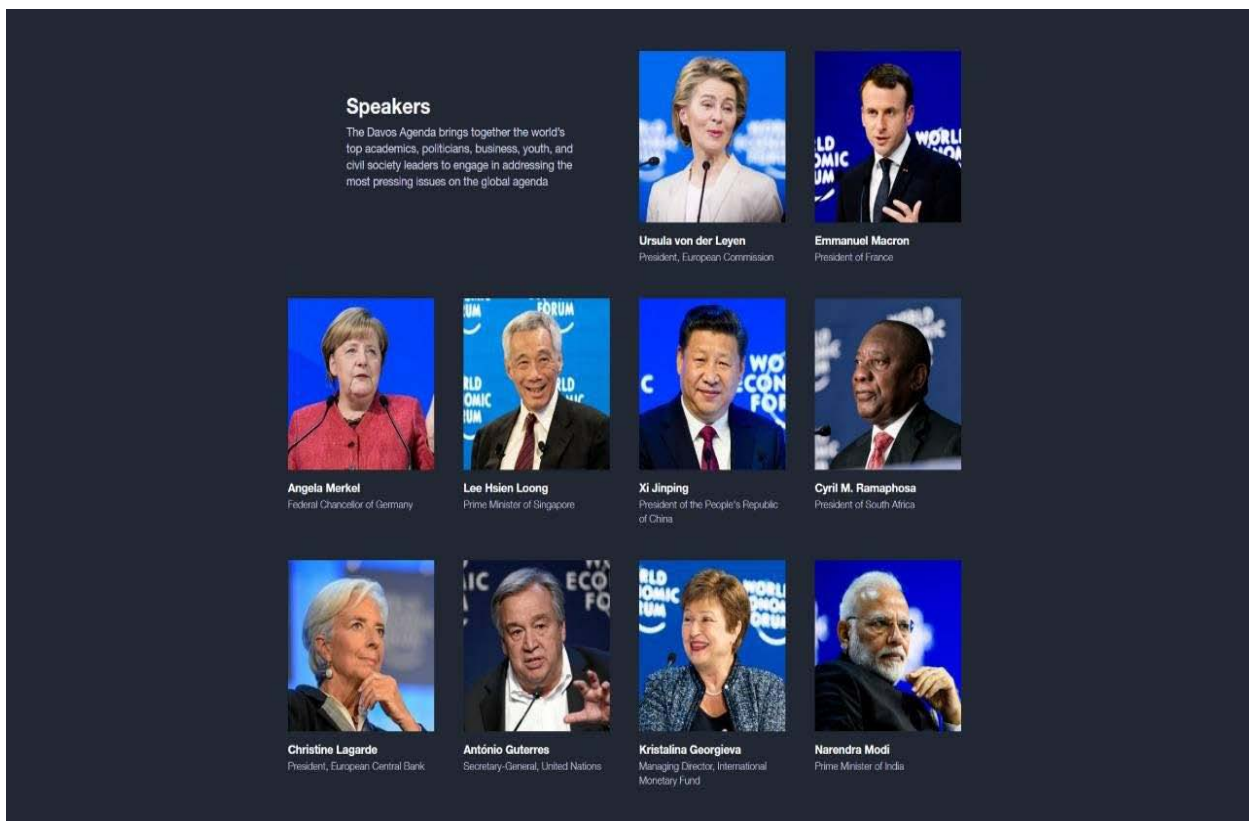 Speakers
The Davos Agenda brings together the world's
top academics, politicians, business, youth, and
civil society leaders to engage in addressing the
most pressing issues on the global agenda
Ursula von der Leyen
President, European Commission
Emmanuel Macron
President of France
Angela Merkel
Federal Chancellor of Germany
Lee Hsien Loong
Prime Minister of Singapore
Xi Jinping
President of the People's Republic
of China
Cyril M. Ramaphosa
President of South Africa
Christine Lagarde
President, European Central Bank
António Guterres
Secretary-General, United Nations
Kristalina Georgieva
Managing Director, International
Monetary Fund
Narendra Modi
Prime Minister of India